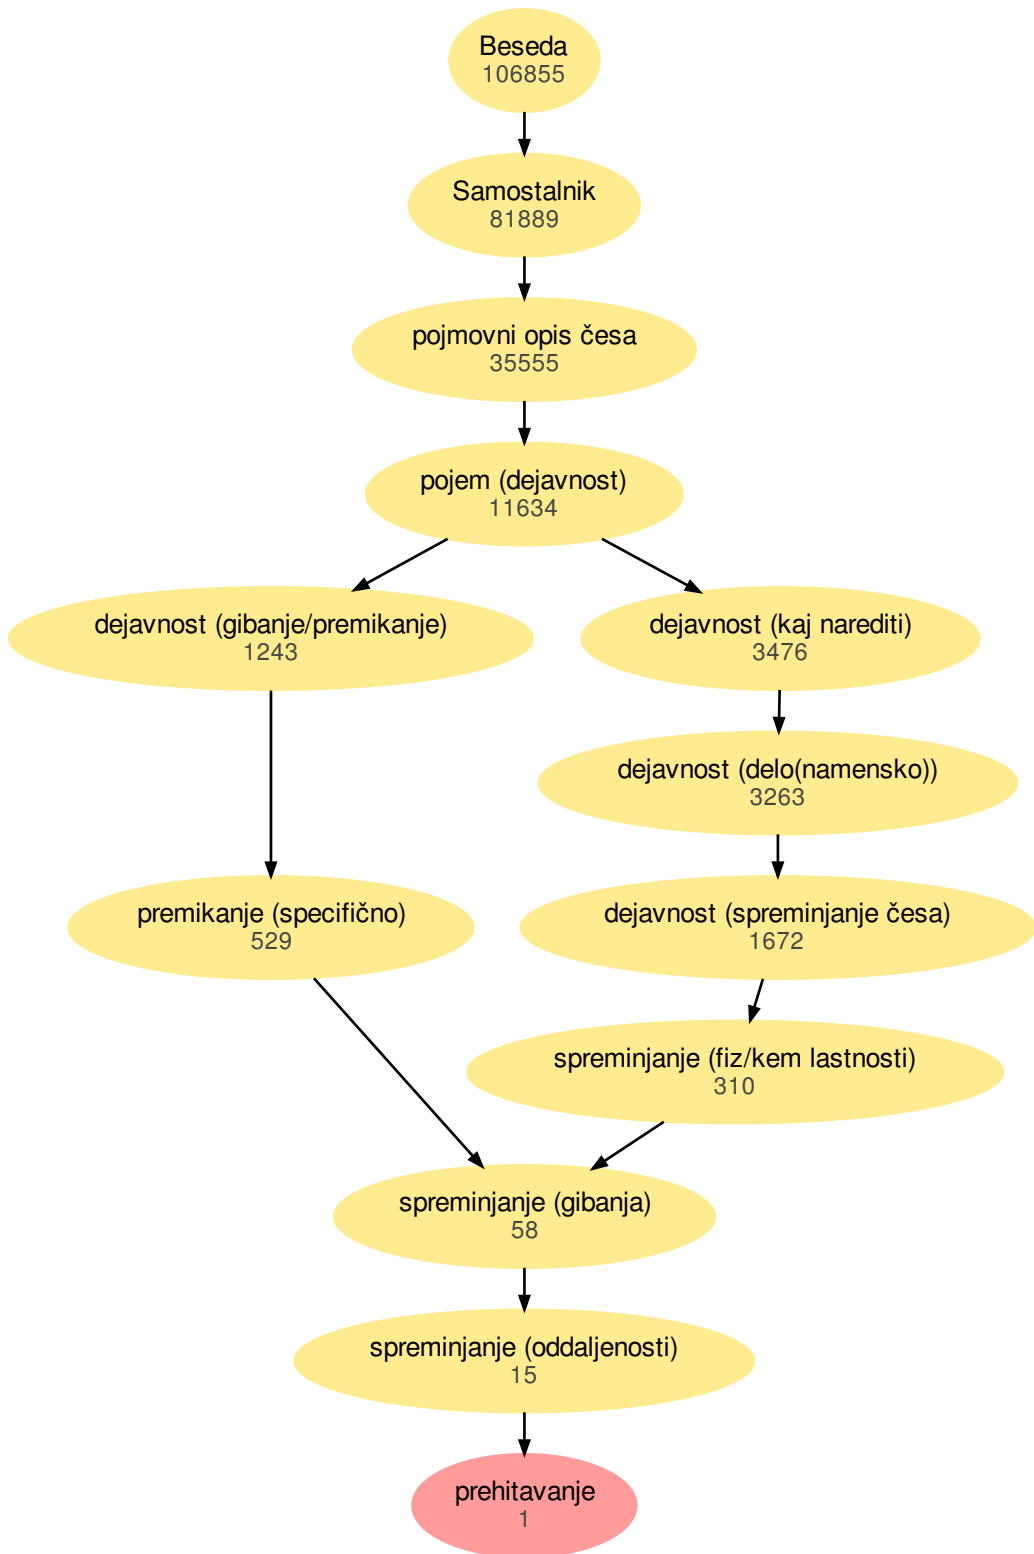 Beseda
106855
Samostalnik
81889
pojmovni opis česa
35555
pojem (dejavnost)
11634
dejavnost (gibanje/premikanje)
1243
dejavnost (kaj narediti)
3476
dejavnost (delo(namensko))
3263
premikanje (specifično)
529
dejavnost (spreminjanje česa)
1672
spreminjanje (fiz/kem lastnosti)
310
spreminjanje (gibanja)
58
spreminjanje (oddaljenosti)
15
prehitavanje
1